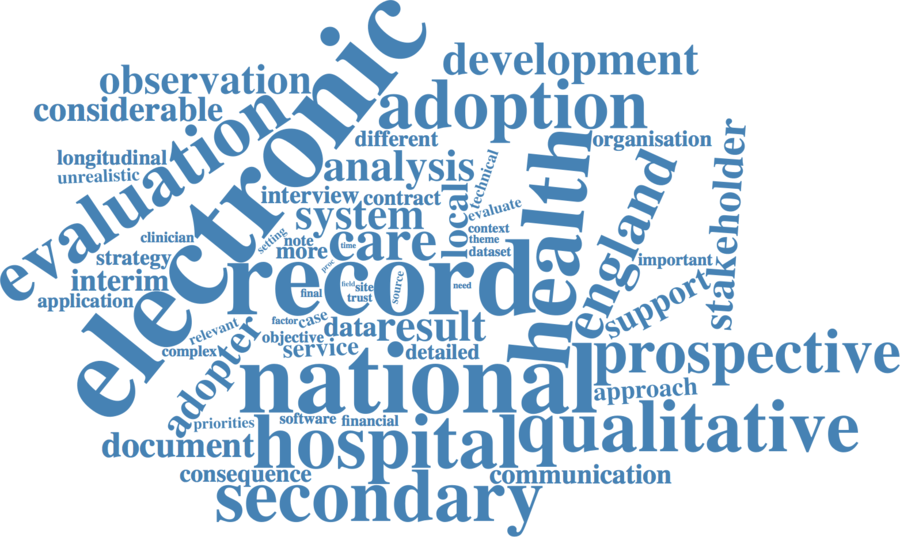 electronic
development
observation
adoption
considerable
evaluation
different
organisation
health
stakeholder
longitudinal
analysis
technical
england
unrealistic
interview
contract
local
evaluate
system
clinician
setting
note
context
care
time
theme
strategy
more
dataset
important
proc
interim
record
field
site
source
need
support
application
final
trust
relevant
factor
case
data
result
objective
complex
service
detailed
prospective
adopter
national
approach
priorities
software
financial
qualitative
document
hospital
consequence
communication
secondary